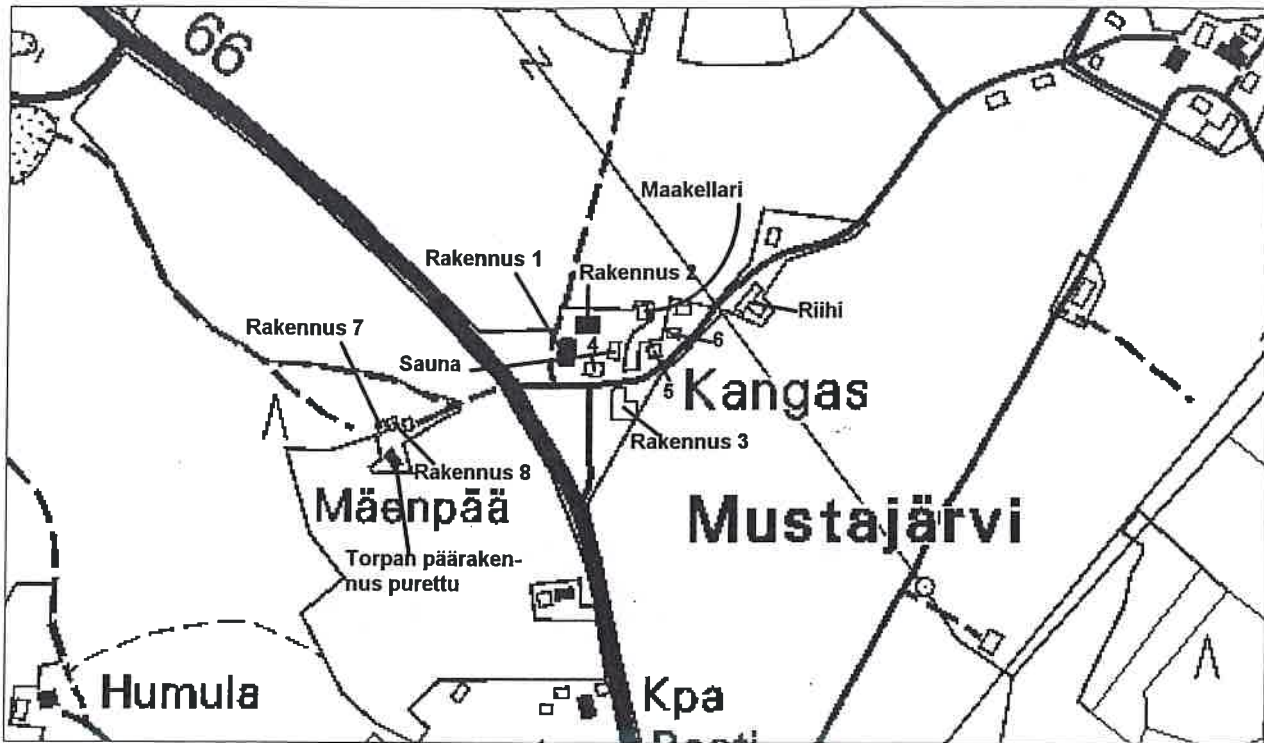 66
Maakellari
Rakennus 1
Rakennus 2
Riihi
Rakennus 7
Sauna
4
6
5
Kangas
Rakennus 3
Rakennus 8
Mäenpää
Mustajärvi
Torpan pääraken-
nus purettu
Humula
Kpa